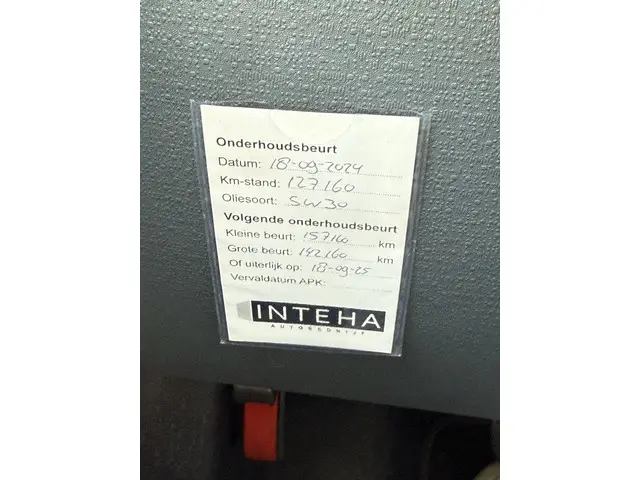 Onderhoudsbeurt
Datum: 18-09-2024
Km-stand: 127160
Oliesoort: 5W30
Volgende onderhoudsbeurt
Kleine beurt: 157160 km
Grote beurt: 142160 km
Of uiterlijk op: 18-09-25
Vervaldatum APK:
INTEHA
AUTOBEDRIJF